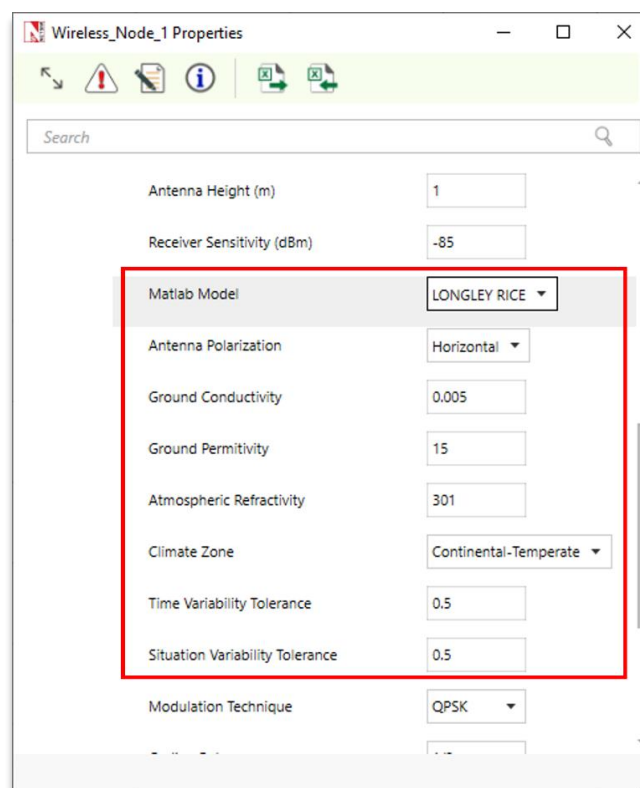 Wireless_Node_1 Properties
Search
Antenna Height (m) 1
Receiver Sensitivity (dBm) -85
Matlab Model LONGLEY RICE
Antenna Polarization Horizontal
Ground Conductivity 0.005
Ground Permitivity 15
Atmospheric Refractivity 301
Climate Zone Continental-Temperate
Time Variability Tolerance 0.5
Situation Variability Tolerance 0.5
Modulation Technique QPSK